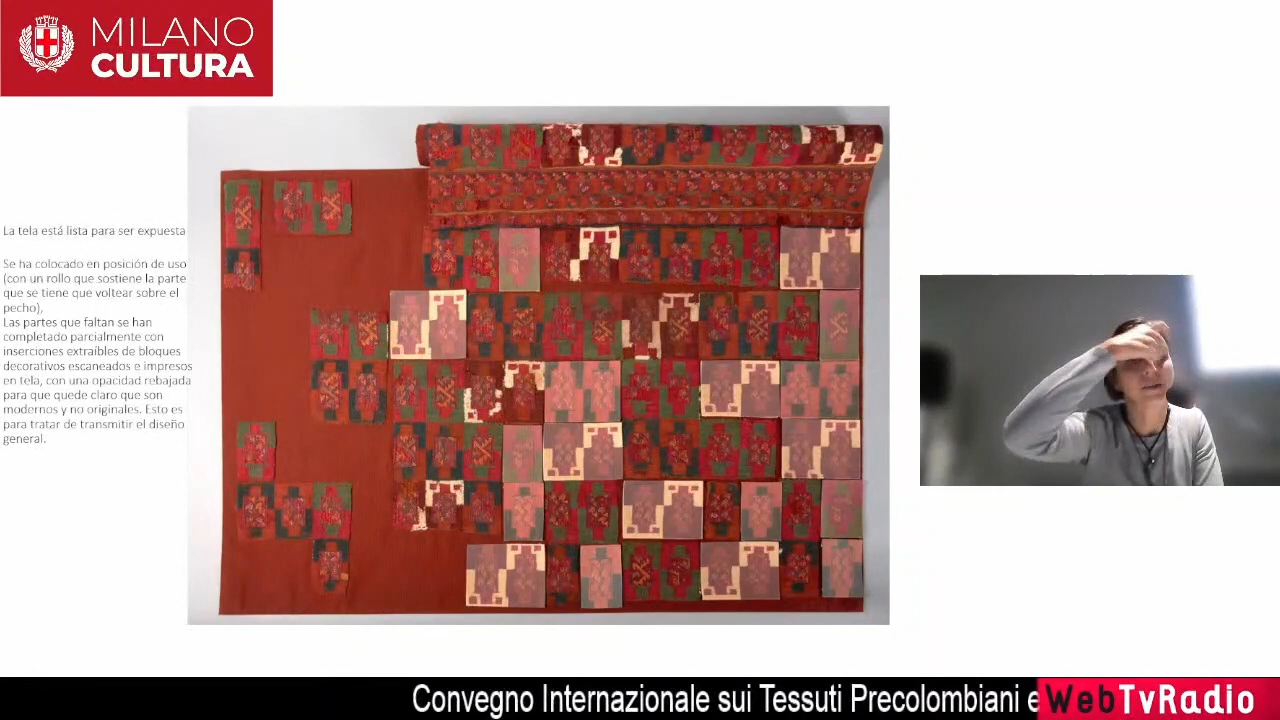 MILANO
CULTURA
La tela está lista para ser expuesta
Se ha colocado en posición de uso
(con un rollo que sostiene la parte
que se tiene que voltear sobre el
pecho),
Las partes que faltan se han
completado parcialmente con
inserciones extraíbles de bloques
decorativos escaneados e impresos
en tela, con una opacidad rebajada
para que quede claro que son
modernos y no originales. Esto es
para tratar de transmitir el diseño
general.
Convegno Internazionale sui Tessuti Precolombiani e
WebTvRadio